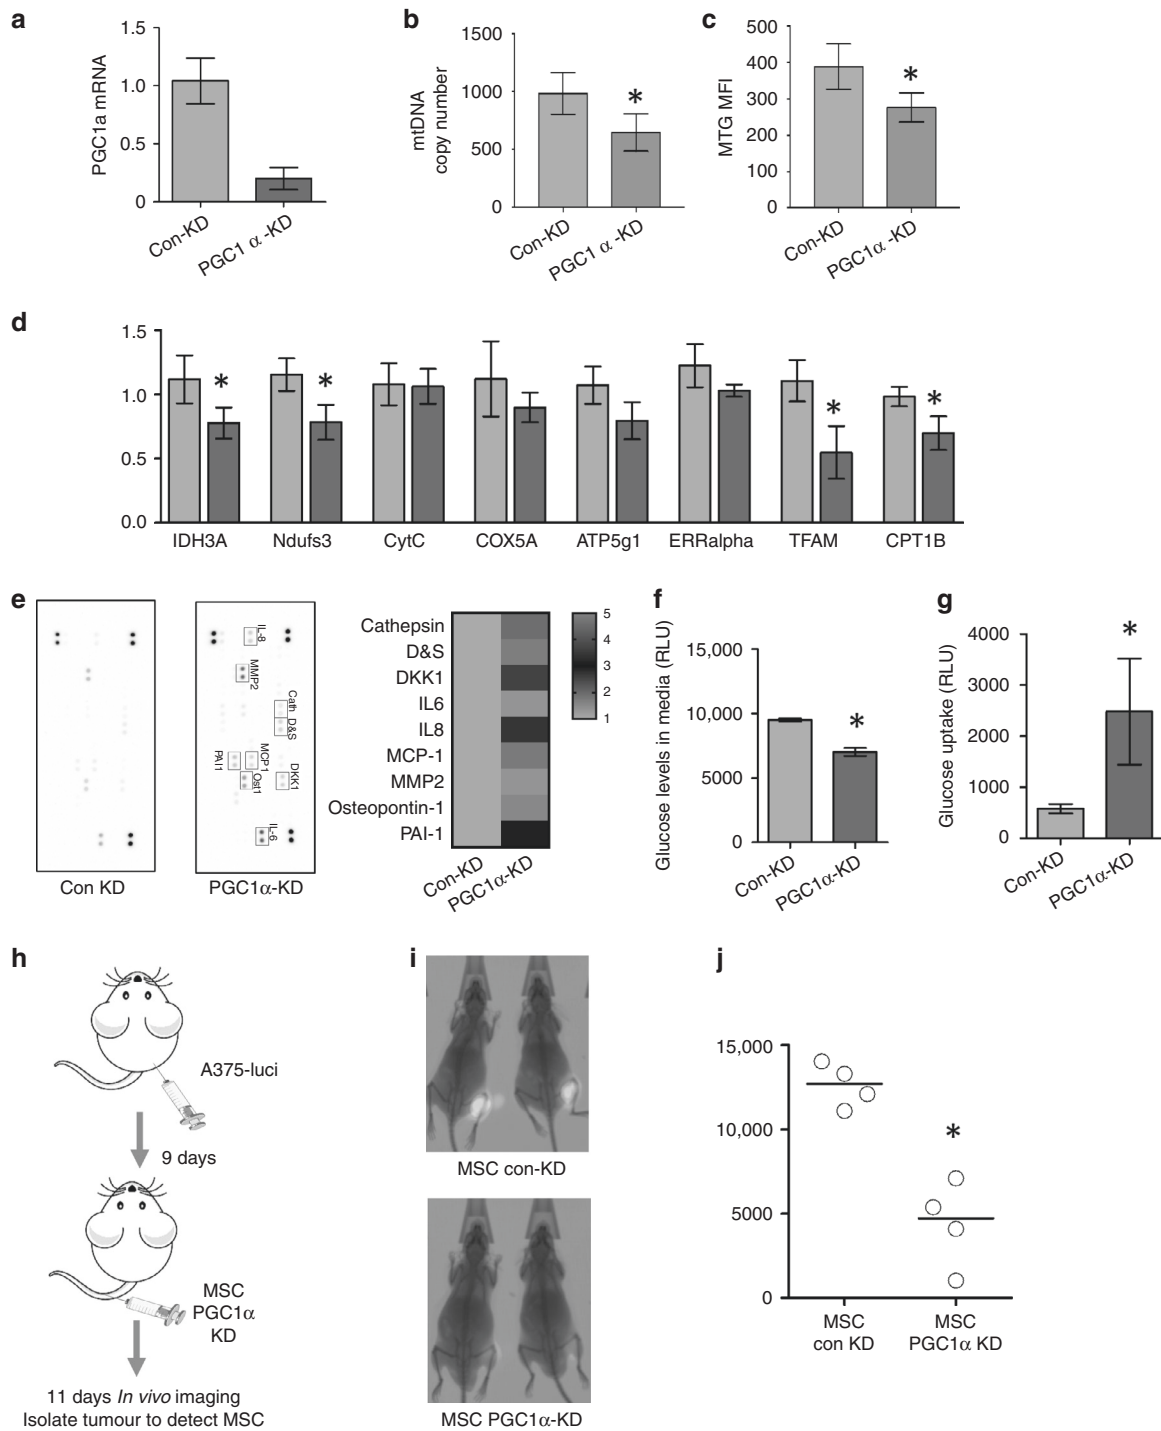 a
1.5
1.0
0.5
0
PGC1a mRNA
Con-KD
PGC1 α -KD
b
1500
1000
500
0
mtDNA
copy number
*
Con-KD
PGC1 α -KD
c
500
400
300
200
100
0
MTG MFI
*
Con-KD
PGC1α-KD
d
1.5
1.0
0.5
0.0
* * * *
IDH3A Ndufs3 CytC COX5A ATP5g1 ERRalpha TFAM CPT1B
e
IL-8
MMP2
Cath D&S
PAI1
MCP1
Ost1
DKK1
IL-6
Con KD
PGC1α-KD
Cathepsin
D&S
DKK1
IL6
IL8
MCP-1
MMP2
Osteopontin-1
PAI-1
Con-KD
PGC1α-KD
5
4
3
2
1
f
Glucose levels in media (RLU)
15,000
10,000
5000
0
*
Con-KD
PGC1α-KD
g
Glucose uptake (RLU)
4000
3000
2000
1000
0
*
Con-KD
PGC1α-KD
h
A375-luci
9 days
MSC
PGC1α
KD
11 days In vivo imaging
Isolate tumour to detect MSC
i
MSC con-KD
MSC PGC1α-KD
j
15,000
10,000
5000
0
*
MSC
con KD
MSC
PGC1α KD